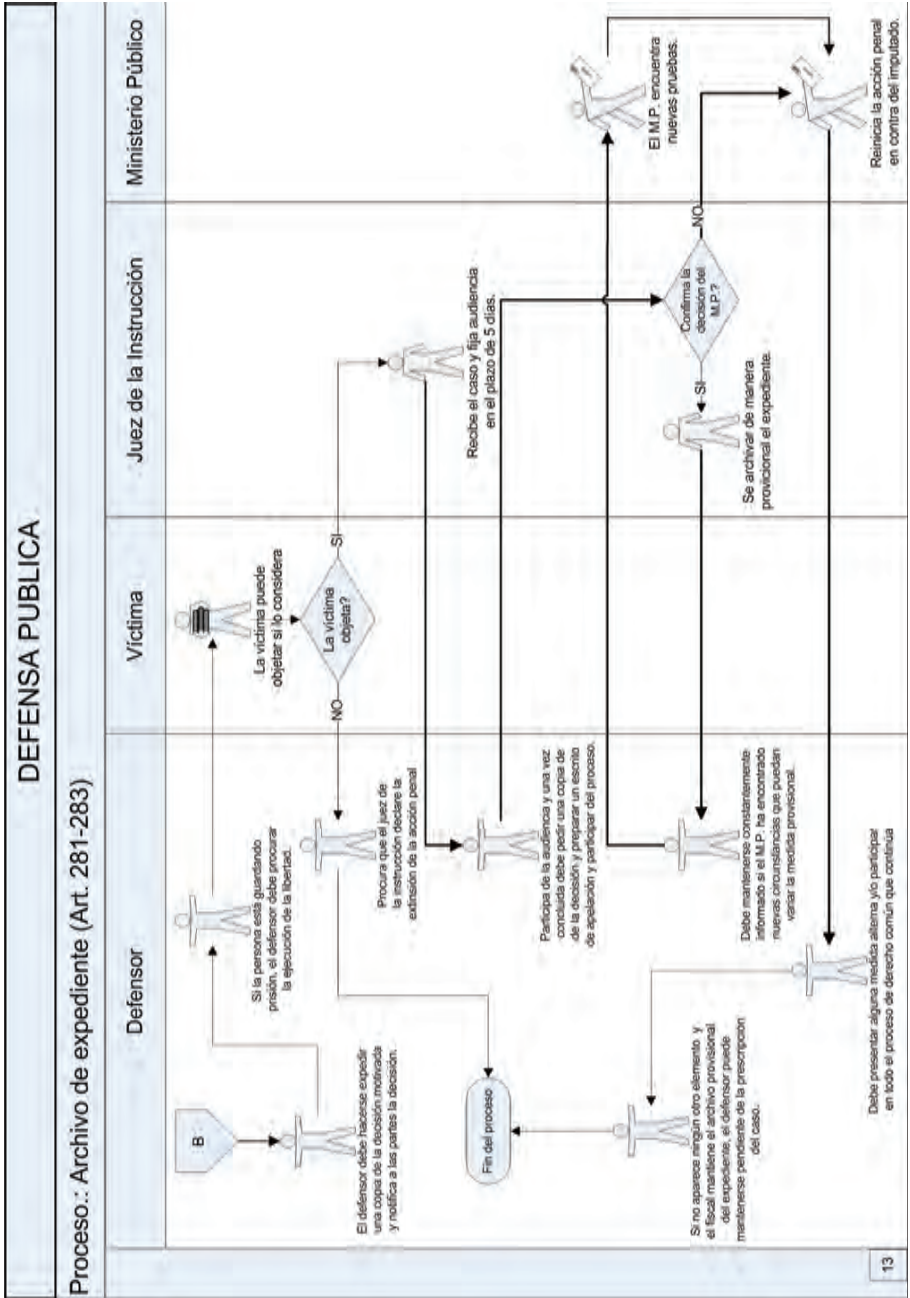 DEFENSA PUBLICA
Proceso.: Archivo de expediente (Art. 281-283)
Defensor
Víctima
Juez de la Instrucción
Ministerio Público
B
El defensor debe hacerse expedir
una copia de la decisión motivada
y notifica a las partes la decisión.
Si la persona está guardando
prisión, el defensor debe procurar
la ejecución de la libertad.
La víctima puede
objetar si lo considera
La víctima
objeta?
NO
SI
Procura que el juez de
la instrucción declare la
extinsión de la acción penal
Recibe el caso y fija audiencia
en el plazo de 5 días.
Fin del proceso
Participa de la audiencia y una vez
concluida debe pedir una copia de
de la decisión y preparar un escrito
de apelación y participar del proceso.
El M.P. encuentra
nuevas pruebas.
Confirma la
decisión del
M.P.?
SI
NO
Se archivar de manera
provicional el expediente.
Debe mantenerse constantemente
informado si el M.P. ha encontrado
nuevas circunstancias que puedan
variar la medida provisional.
Reinicia la acción penal
en contra del imputado.
Si no aparece ningún otro elemento y
el fiscal mantiene el archivo provisional
del expediente, el defensor puede
mantenerse pendiente de la prescripción
del caso.
Debe presentar alguna medida alterna y/o participar
en todo el proceso de derecho común que continúa
13